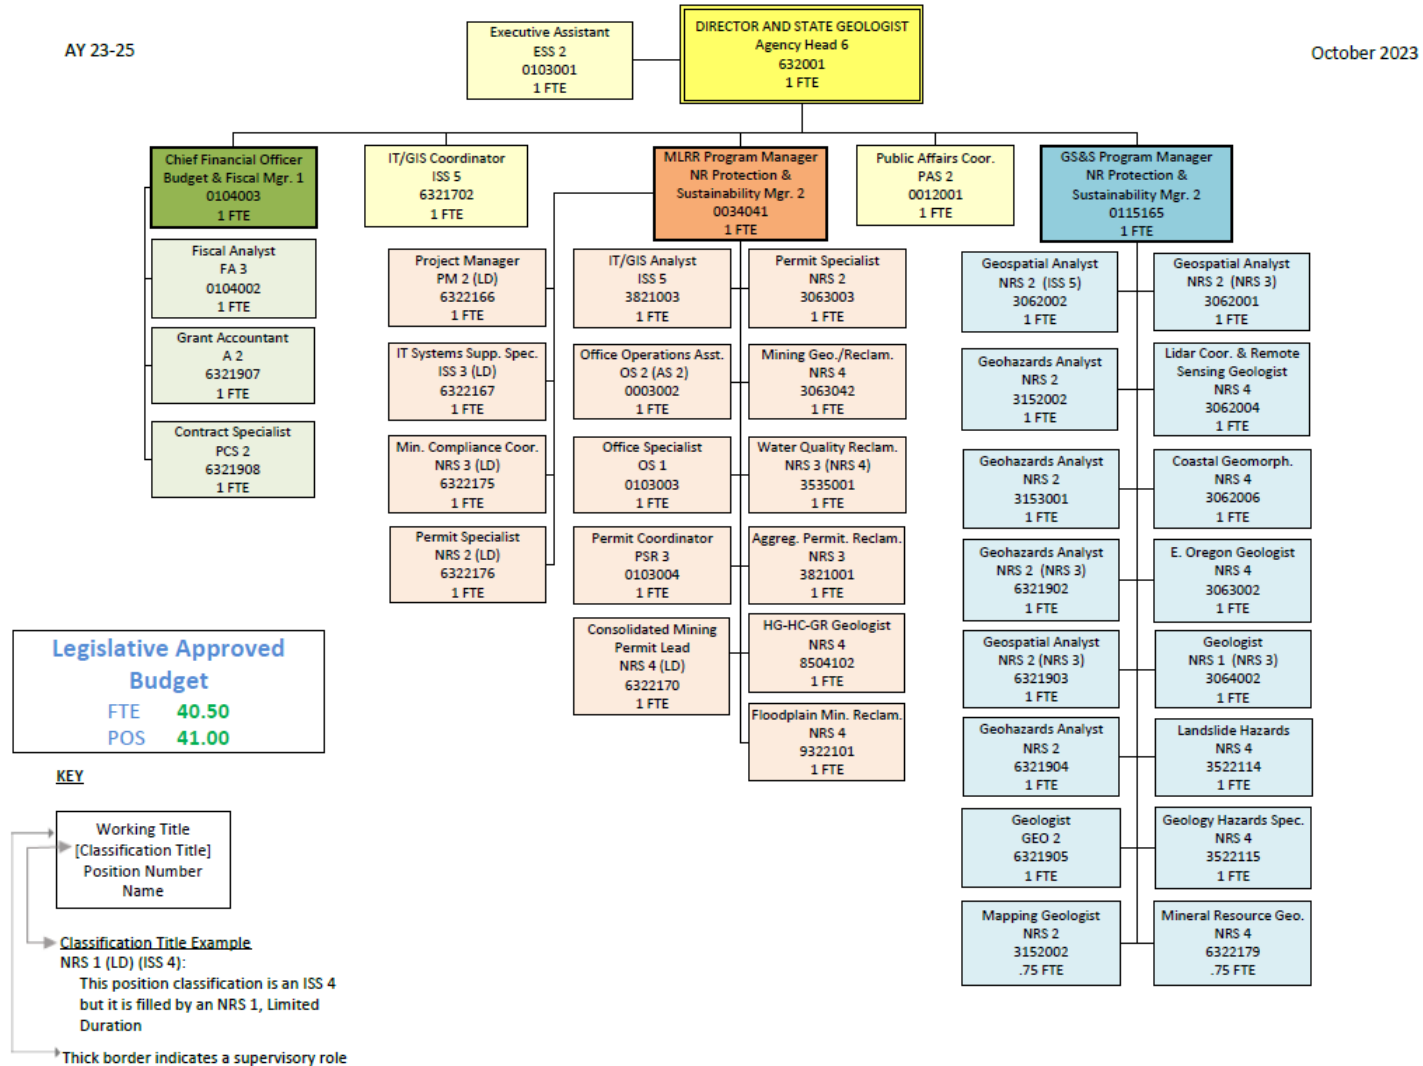 AY 23-25
October 2023
Executive Assistant
ESS 2
0103001
1 FTE
DIRECTOR AND STATE GEOLOGIST
Agency Head 6
632001
1 FTE
Chief Financial Officer
Budget & Fiscal Mgr. 1
0104003
1 FTE
IT/GIS Coordinator
ISS 5
6321702
1 FTE
MLRR Program Manager
NR Protection &
Sustainability Mgr. 2
0034041
1 FTE
Public Affairs Coor.
PAS 2
0012001
1 FTE
GS&S Program Manager
NR Protection &
Sustainability Mgr. 2
0115165
1 FTE
Fiscal Analyst
FA 3
0104002
1 FTE
Grant Accountant
A 2
6321907
1 FTE
Contract Specialist
PCS 2
6321908
1 FTE
Project Manager
PM 2 (LD)
6322166
1 FTE
IT Systems Supp. Spec.
ISS 3 (LD)
6322167
1 FTE
Min. Compliance Coor.
NRS 3 (LD)
6322175
1 FTE
Permit Specialist
NRS 2 (LD)
6322176
1 FTE
IT/GIS Analyst
ISS 5
3821003
1 FTE
Office Operations Asst.
OS 2 (AS 2)
0003002
1 FTE
Office Specialist
OS 1
0103003
1 FTE
Permit Coordinator
PSR 3
0103004
1 FTE
Consolidated Mining
Permit Lead
NRS 4 (LD)
6322170
1 FTE
Permit Specialist
NRS 2
3063003
1 FTE
Mining Geo./Reclam.
NRS 4
3063042
1 FTE
Water Quality Reclam.
NRS 3 (NRS 4)
3535001
1 FTE
Aggreg. Permit. Reclam.
NRS 3
3821001
1 FTE
HG-HC-GR Geologist
NRS 4
8504102
1 FTE
Floodplain Min. Reclam.
NRS 4
9322101
1 FTE
Geospatial Analyst
NRS 2 (ISS 5)
3062002
1 FTE
Geohazards Analyst
NRS 2
3152002
1 FTE
Geohazards Analyst
NRS 2
3153001
1 FTE
Geohazards Analyst
NRS 2 (NRS 3)
6321902
1 FTE
Geospatial Analyst
NRS 2 (NRS 3)
6321903
1 FTE
Geohazards Analyst
NRS 2
6321904
1 FTE
Geologist
GEO 2
6321905
1 FTE
Mapping Geologist
NRS 2
3152002
.75 FTE
Geospatial Analyst
NRS 2 (NRS 3)
3062001
1 FTE
Lidar Coor. & Remote
Sensing Geologist
NRS 4
3062004
1 FTE
Coastal Geomorph.
NRS 4
3062006
1 FTE
E. Oregon Geologist
NRS 4
3063002
1 FTE
Geologist
NRS 1 (NRS 3)
3064002
1 FTE
Landslide Hazards
NRS 4
3522114
1 FTE
Geology Hazards Spec.
NRS 4
3522115
1 FTE
Mineral Resource Geo.
NRS 4
6322179
.75 FTE
Legislative Approved
Budget
FTE 40.50
POS 41.00
KEY
Working Title
[Classification Title]
Position Number
Name
Classification Title Example
NRS 1 (LD) (ISS 4):
This position classification is an ISS 4
but it is filled by an NRS 1, Limited
Duration
Thick border indicates a supervisory role